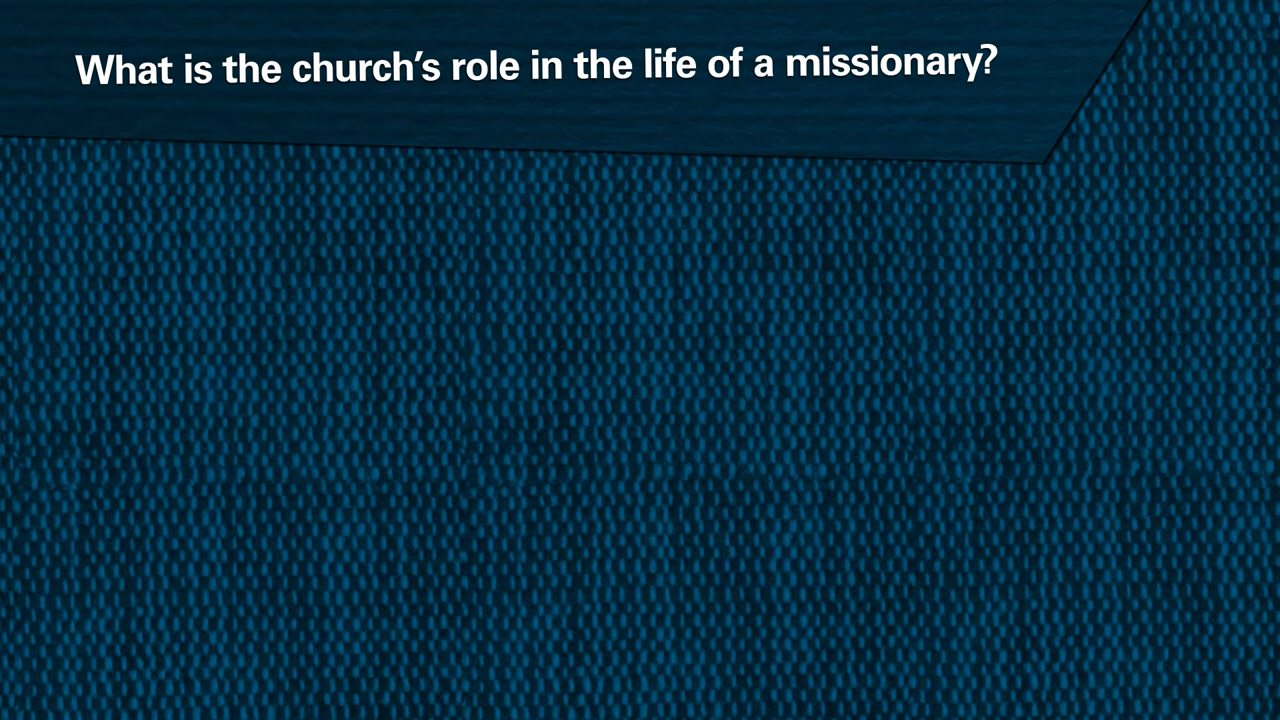 What is the church’s role in the life of a missionary?